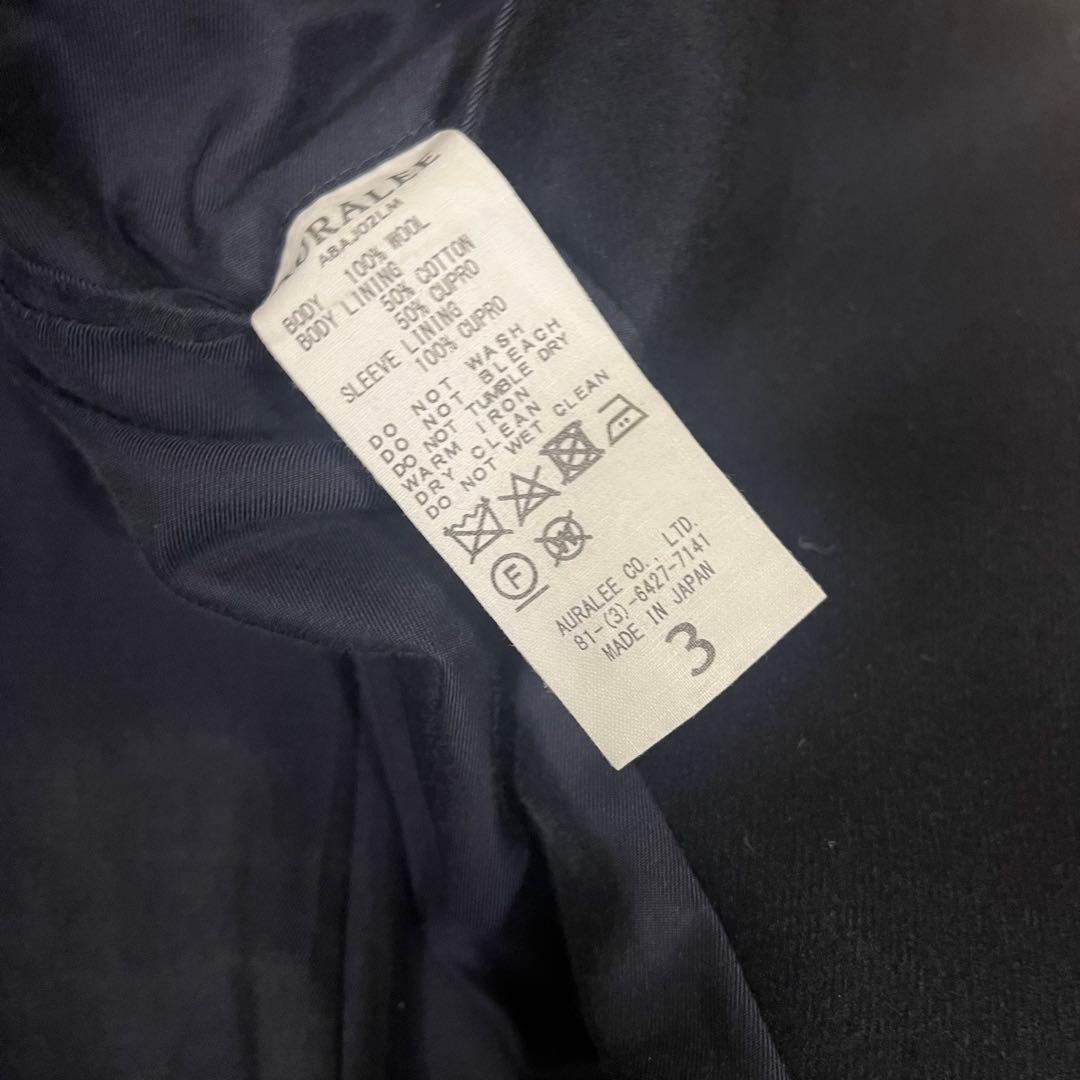 AURALEE
A8AJ02LM
BODY 100% WOOL
BODY LINING
50% COTTON
50% CUPRO
SLEEVE LINING
100% CUPRO
DO NOT WASH
DO NOT BLEACH
DO NOT TUMBLE DRY
WARM IRON
DRY CLEAN
DO NOT WET CLEAN
F
W
AURALEE CO., LTD.
81-(3)-6427-7141
MADE IN JAPAN
3